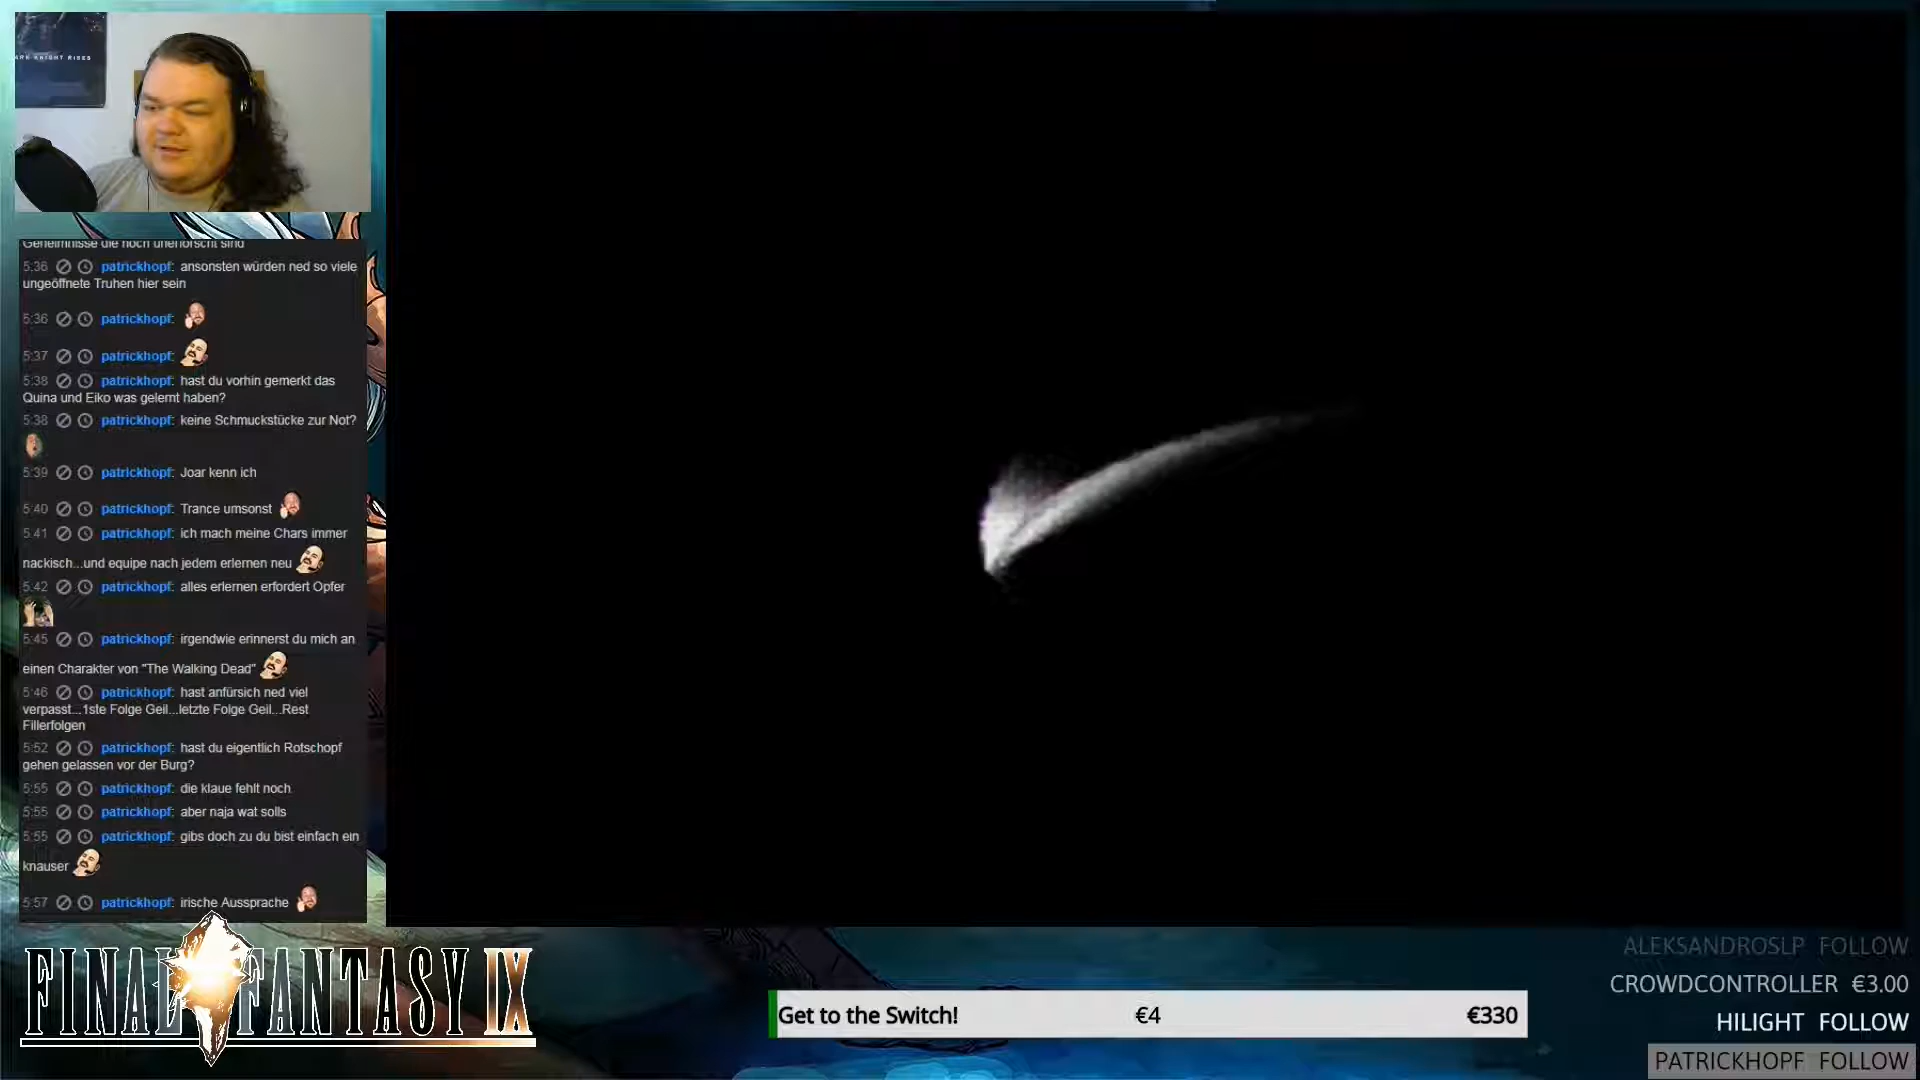 ARK KNIGHT RISES
Geheimnisse die noch unerforscht sind
5:36 patrickhopf: ansonsten würden ned so viele
ungeöffnete Truhen hier sein
5:36 patrickhopf:
5:37 patrickhopf:
5:38 patrickhopf: hast du vorhin gemerkt das
Quina und Eiko was gelernt haben?
5:38 patrickhopf: keine Schmuckstücke zur Not?
5:39 patrickhopf: Joar kenn ich
5:40 patrickhopf: Trance umsonst
5:41 patrickhopf: ich mach meine Chars immer
nackisch...und equipe nach jedem erlernen neu
5:42 patrickhopf: alles erlernen erfordert Opfer
5:45 patrickhopf: irgendwie erinnerst du mich an
einen Charakter von "The Walking Dead"
5:46 patrickhopf: hast anfürsich ned viel
verpasst...1ste Folge Geil...letzte Folge Geil...Rest
Fillerfolgen
5:52 patrickhopf: hast du eigentlich Rotschopf
gehen gelassen vor der Burg?
5:55 patrickhopf: die klaue fehlt noch
5:55 patrickhopf: aber naja wat solls
5:55 patrickhopf: gibs doch zu du bist einfach ein
knauser
5:57 patrickhopf: irische Aussprache
FINAL FANTASY IX
Get to the Switch! €4 €330
ALEKSANDROSLP FOLLOW
CROWDCONTROLLER €3.00
HILIGHT FOLLOW
PATRICKHOPF FOLLOW